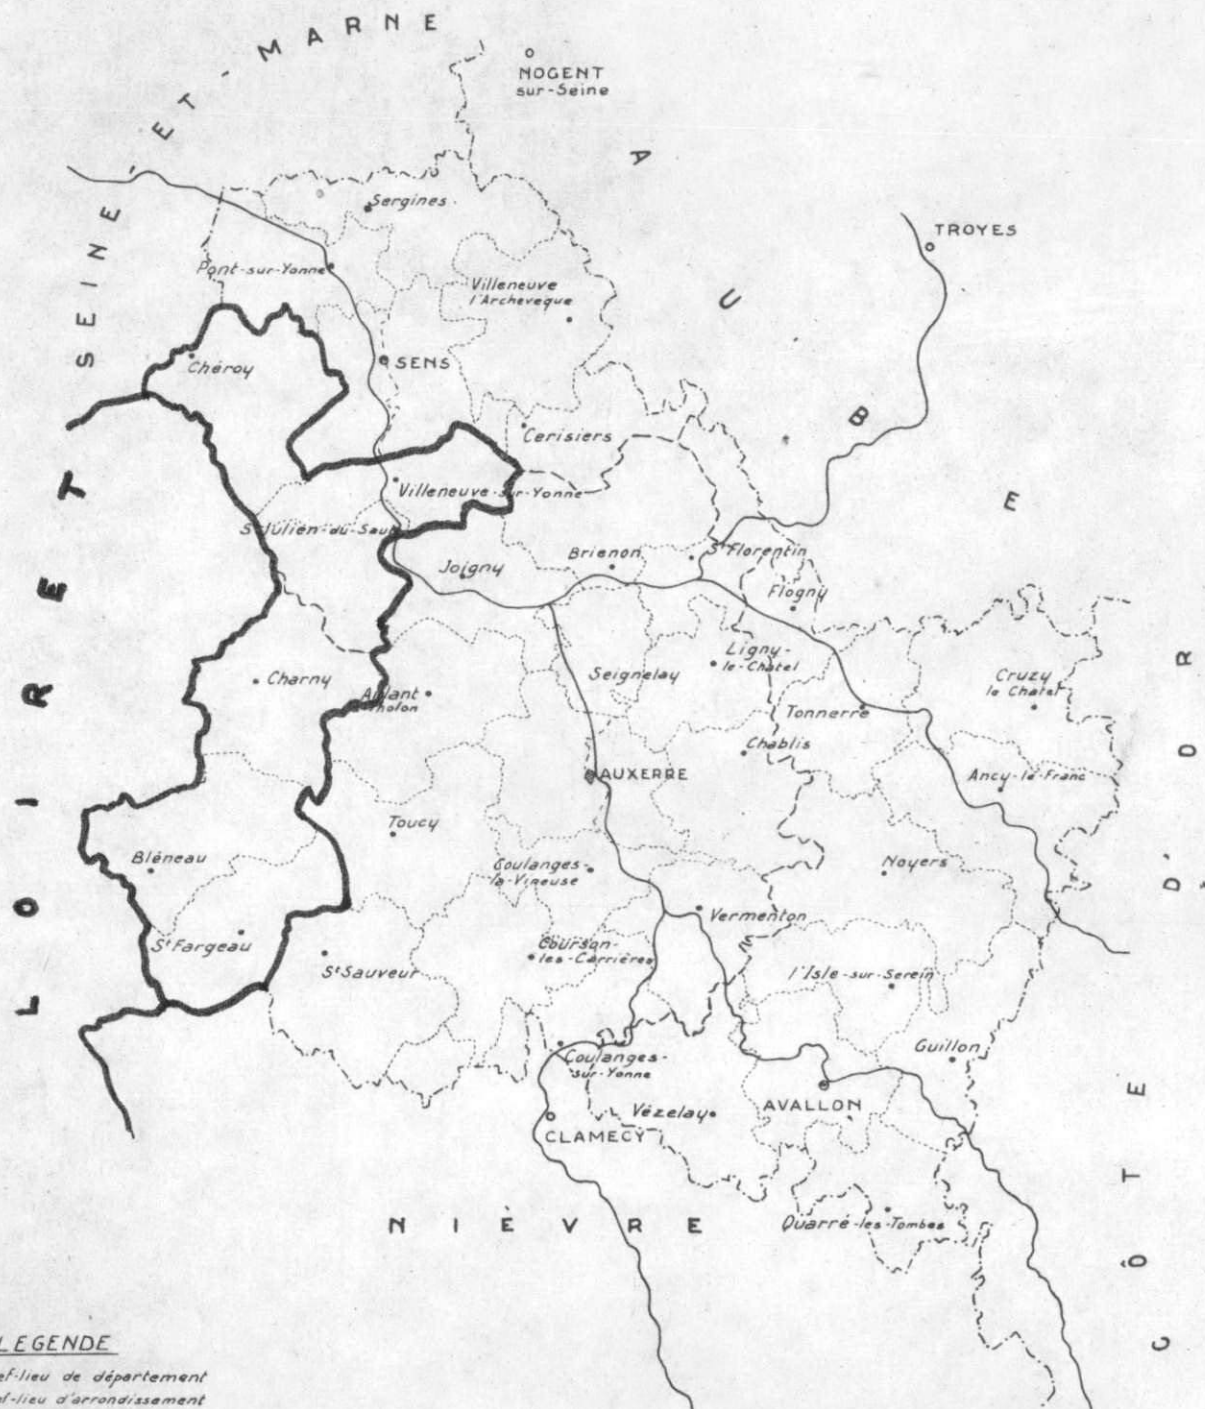 SEINE-ET-MARNE
NOGENT
sur-Seine
AUBE
TROYES
Sergines
Pont-sur-Yonne
Villeneuve
l'Archeveque
SENS
Chéroy
Cerisiers
Villeneuve-sur-Yonne
St Julien-du-Sault
LOIRET
Joigny
Brienon
St Florentin
Flogny
Seignelay
Ligny-
le-Chatel
Cruzy
le Chatel
Charny
Aillant
Tholon
Tonnerre
Chablis
Ancy-le-Franc
AUXERRE
Toucy
Bléneau
Coulanges-
la-Vineuse
Noyers
CÔTE D'OR
Vermenton
St Fargeau
St Sauveur
Courson-
les-Carrières
l'Isle-sur-Serein
Guillon
Coulanges-
sur-Yonne
Vézelay
AVALLON
CLAMECY
NIÈVRE
Quarré-les-Tombes
LEGENDE
ef-lieu de département
ef-lieu d'arrondissement